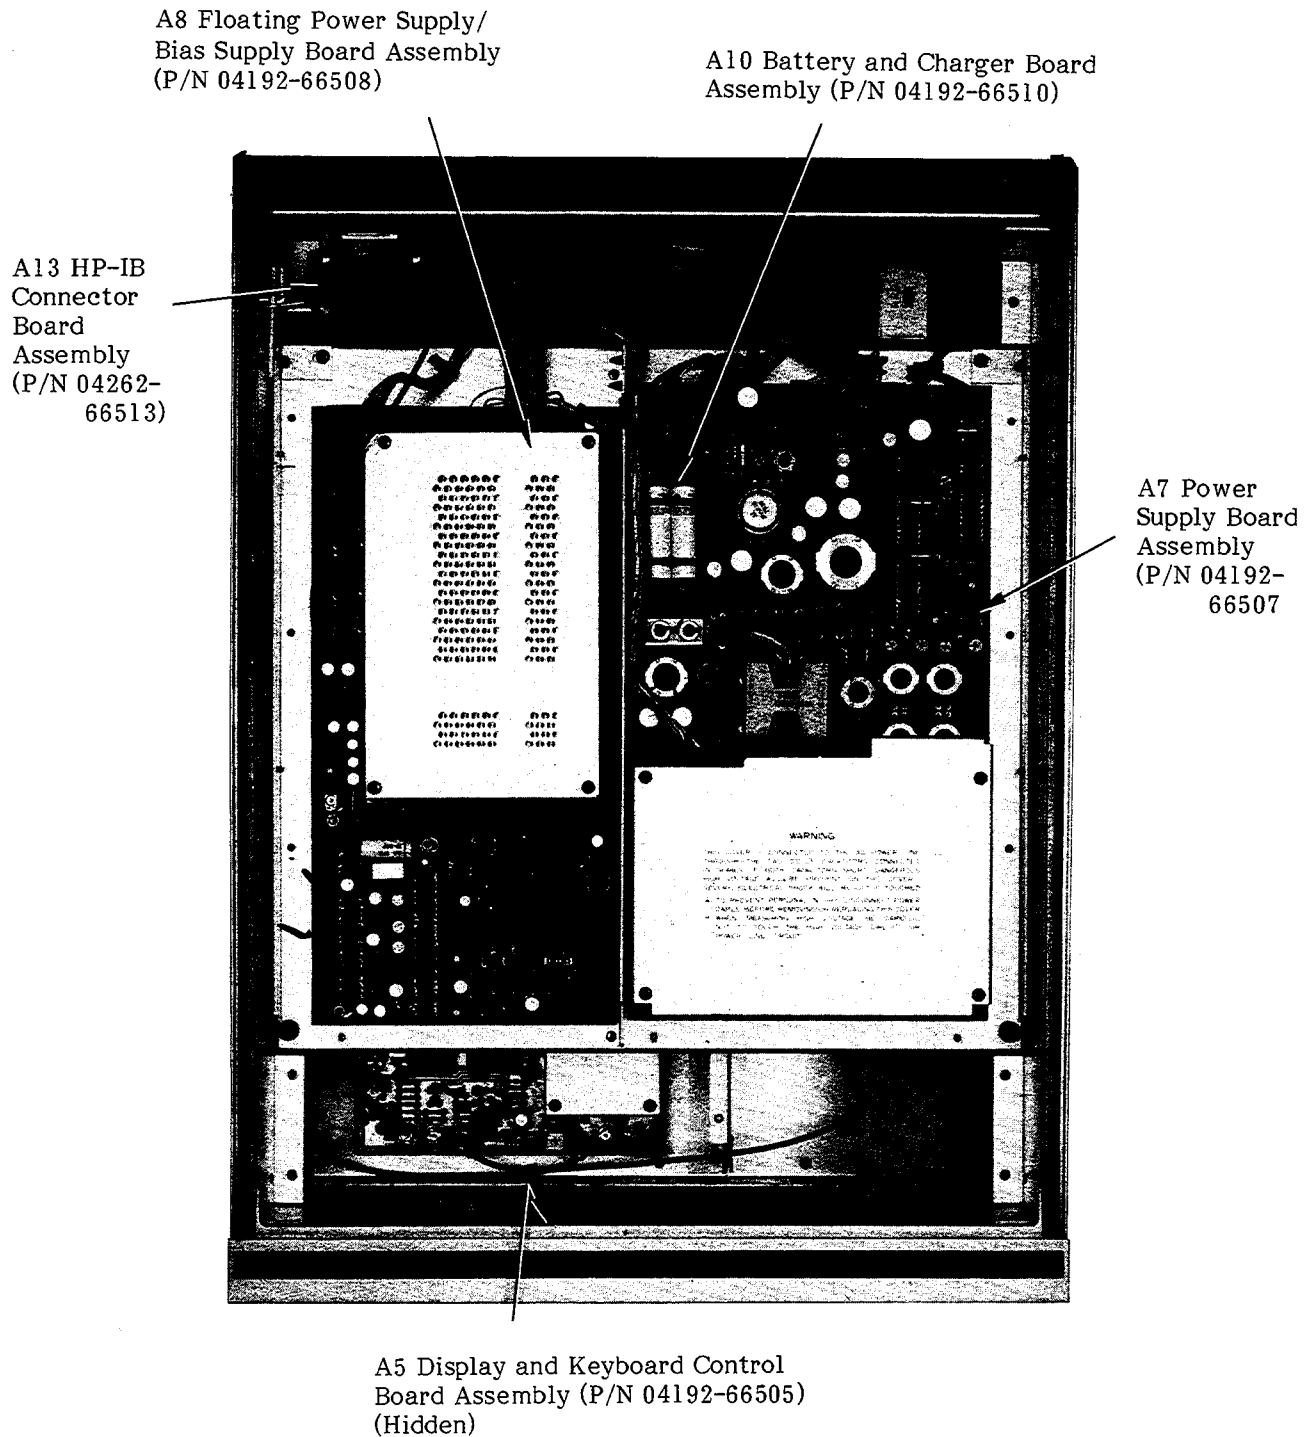 A8 Floating Power Supply/
Bias Supply Board Assembly
(P/N 04192-66508)
A10 Battery and Charger Board
Assembly (P/N 04192-66510)
A13 HP-IB
Connector
Board
Assembly
(P/N 04262-
66513)
A7 Power
Supply Board
Assembly
(P/N 04192-
66507
WARNING
A5 Display and Keyboard Control
Board Assembly (P/N 04192-66505)
(Hidden)